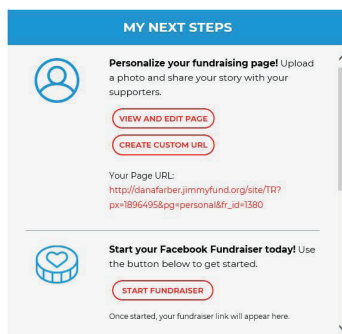 MY NEXT STEPS
Personalize your fundraising page! Upload
a photo and share your story with your
supporters.
VIEW AND EDIT PAGE
CREATE CUSTOM URL
Your Page URL:
http://danafarber.jimmyfund.org/site/TR?
px=1896495&pg=personal&fr_id=1380
Start your Facebook Fundraiser today! Use
the button below to get started.
START FUNDRAISER
Once started, your fundraiser link will appear here.